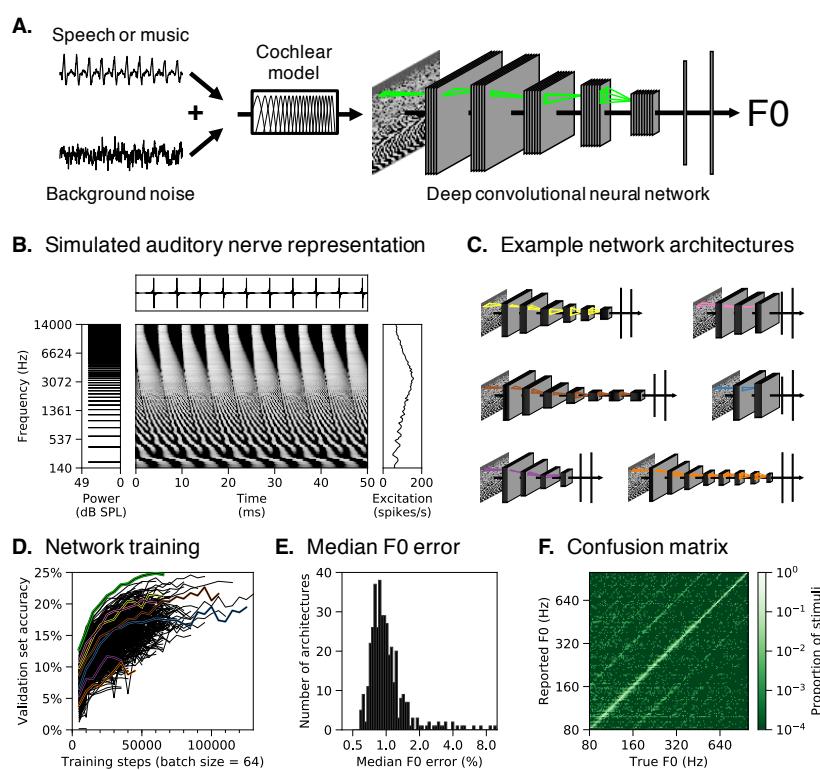 A.
Speech or music
+
Background noise
Cochlear
model
F0
Deep convolutional neural network
B. Simulated auditory nerve representation
14000
6624
3072
1361
537
140
Frequency (Hz)
49 0
Power
(dB SPL)
0 10 20 30 40 50
Time
(ms)
0 200
Excitation
(spikes/s)
C. Example network architectures
D. Network training
25%
20%
15%
10%
5%
0%
Validation set accuracy
0 50000 100000
Training steps (batch size = 64)
E. Median F0 error
40
30
20
10
0
Number of architectures
0.5 1.0 2.0 4.0 8.0
Median F0 error (%)
F. Confusion matrix
640
320
160
80
Reported F0 (Hz)
80 160 320 640
True F0 (Hz)
10⁰
10⁻¹
10⁻²
10⁻³
10⁻⁴
Proportion of stimuli